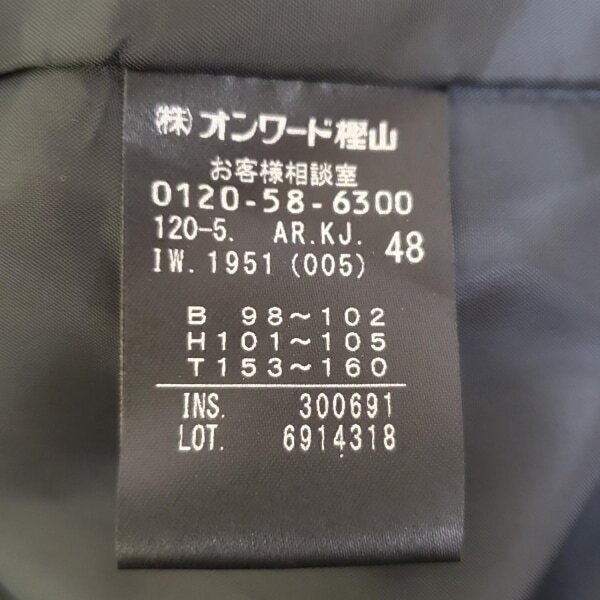 ㈱オンワード樫山
お客様相談室
0120-58-6300
120-5. AR.KJ. 48
IW.1951 (005)
B 98〜102
H101〜105
T153〜160
INS. 300691
LOT. 6914318